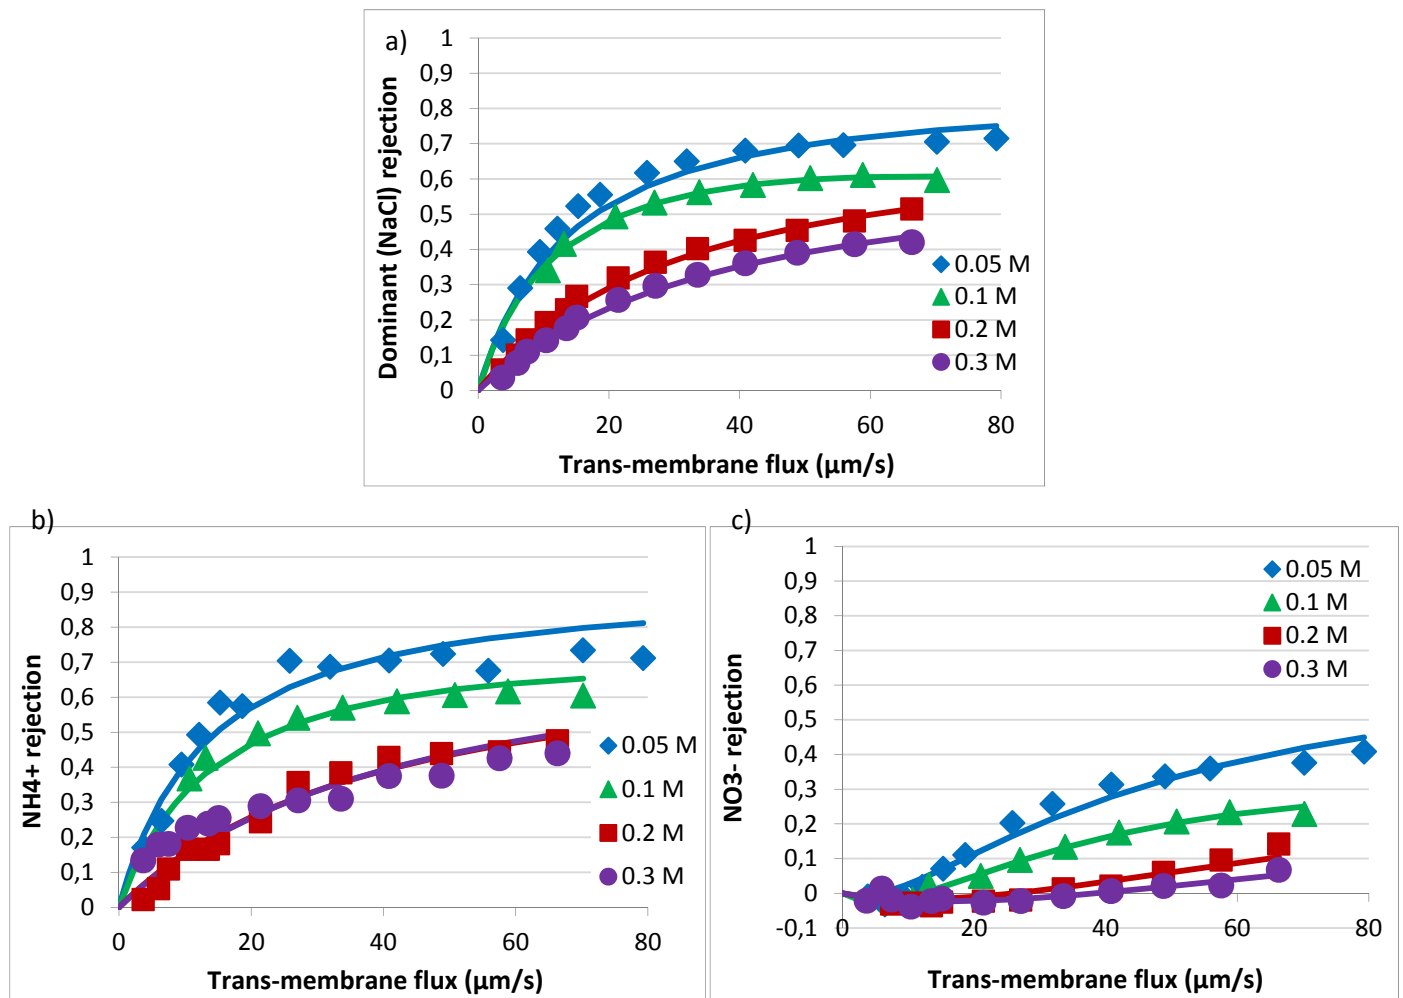 a)
Dominant (NaCl) rejection
1
0,9
0,8
0,7
0,6
0,5
0,4
0,3
0,2
0,1
0
0.05 M
0.1 M
0.2 M
0.3 M
0 20 40 60 80
Trans-membrane flux (µm/s)
b)
NH4+ rejection
1
0,9
0,8
0,7
0,6
0,5
0,4
0,3
0,2
0,1
0
0.05 M
0.1 M
0.2 M
0.3 M
0 20 40 60 80
Trans-membrane flux (µm/s)
c)
NO3- rejection
1
0,9
0,8
0,7
0,6
0,5
0,4
0,3
0,2
0,1
0
-0,1
0.05 M
0.1 M
0.2 M
0.3 M
0 20 40 60 80
Trans-membrane flux (µm/s)